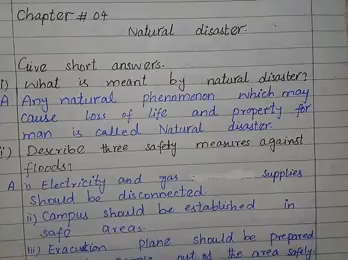 Chapter # 04
Natural disaster.
Give short answers.
i) What is meant by natural disaster?
A Any natural phenomenon which may
cause loss of life and property for
man is called Natural disaster.
ii) Describe three safety measures against
floods?
A i) Electricity and gas supplies
should be disconnected.
ii) Campus should be established in
safe areas.
iii) Evacution plane should be prepared
out of the area safely.